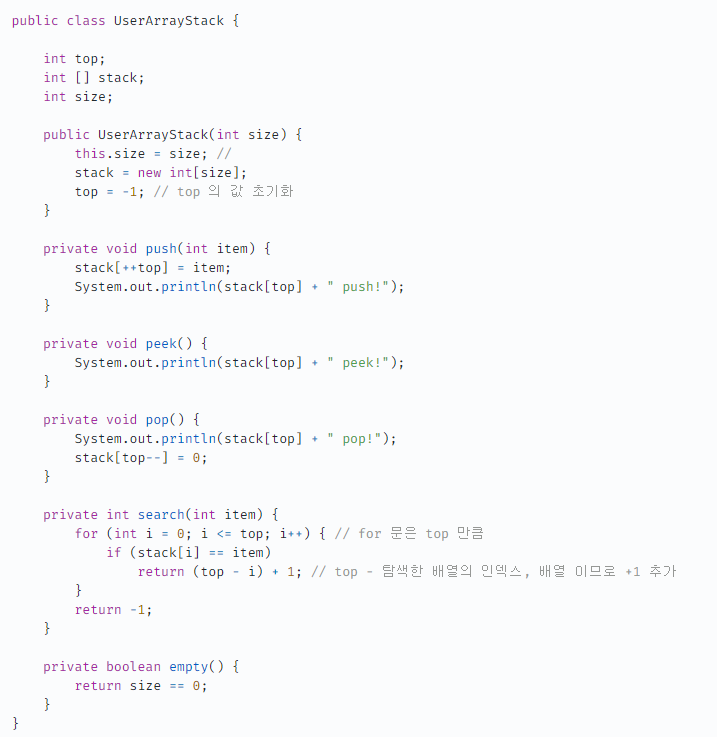 public class UserArrayStack {
int top;
int [] stack;
int size;
public UserArrayStack(int size) {
this.size = size; //
stack = new int[size];
top = -1; // top 의 값 초기화
}
private void push(int item) {
stack[++top] = item;
System.out.println(stack[top] + " push!");
}
private void peek() {
System.out.println(stack[top] + " peek!");
}
private void pop() {
System.out.println(stack[top] + " pop!");
stack[top--] = 0;
}
private int search(int item) {
for (int i = 0; i <= top; i++) { // for 문은 top 만큼
if (stack[i] == item)
return (top - i) + 1; // top - 탐색한 배열의 인덱스, 배열 이므로 +1 추가
}
return -1;
}
private boolean empty() {
return size == 0;
}
}